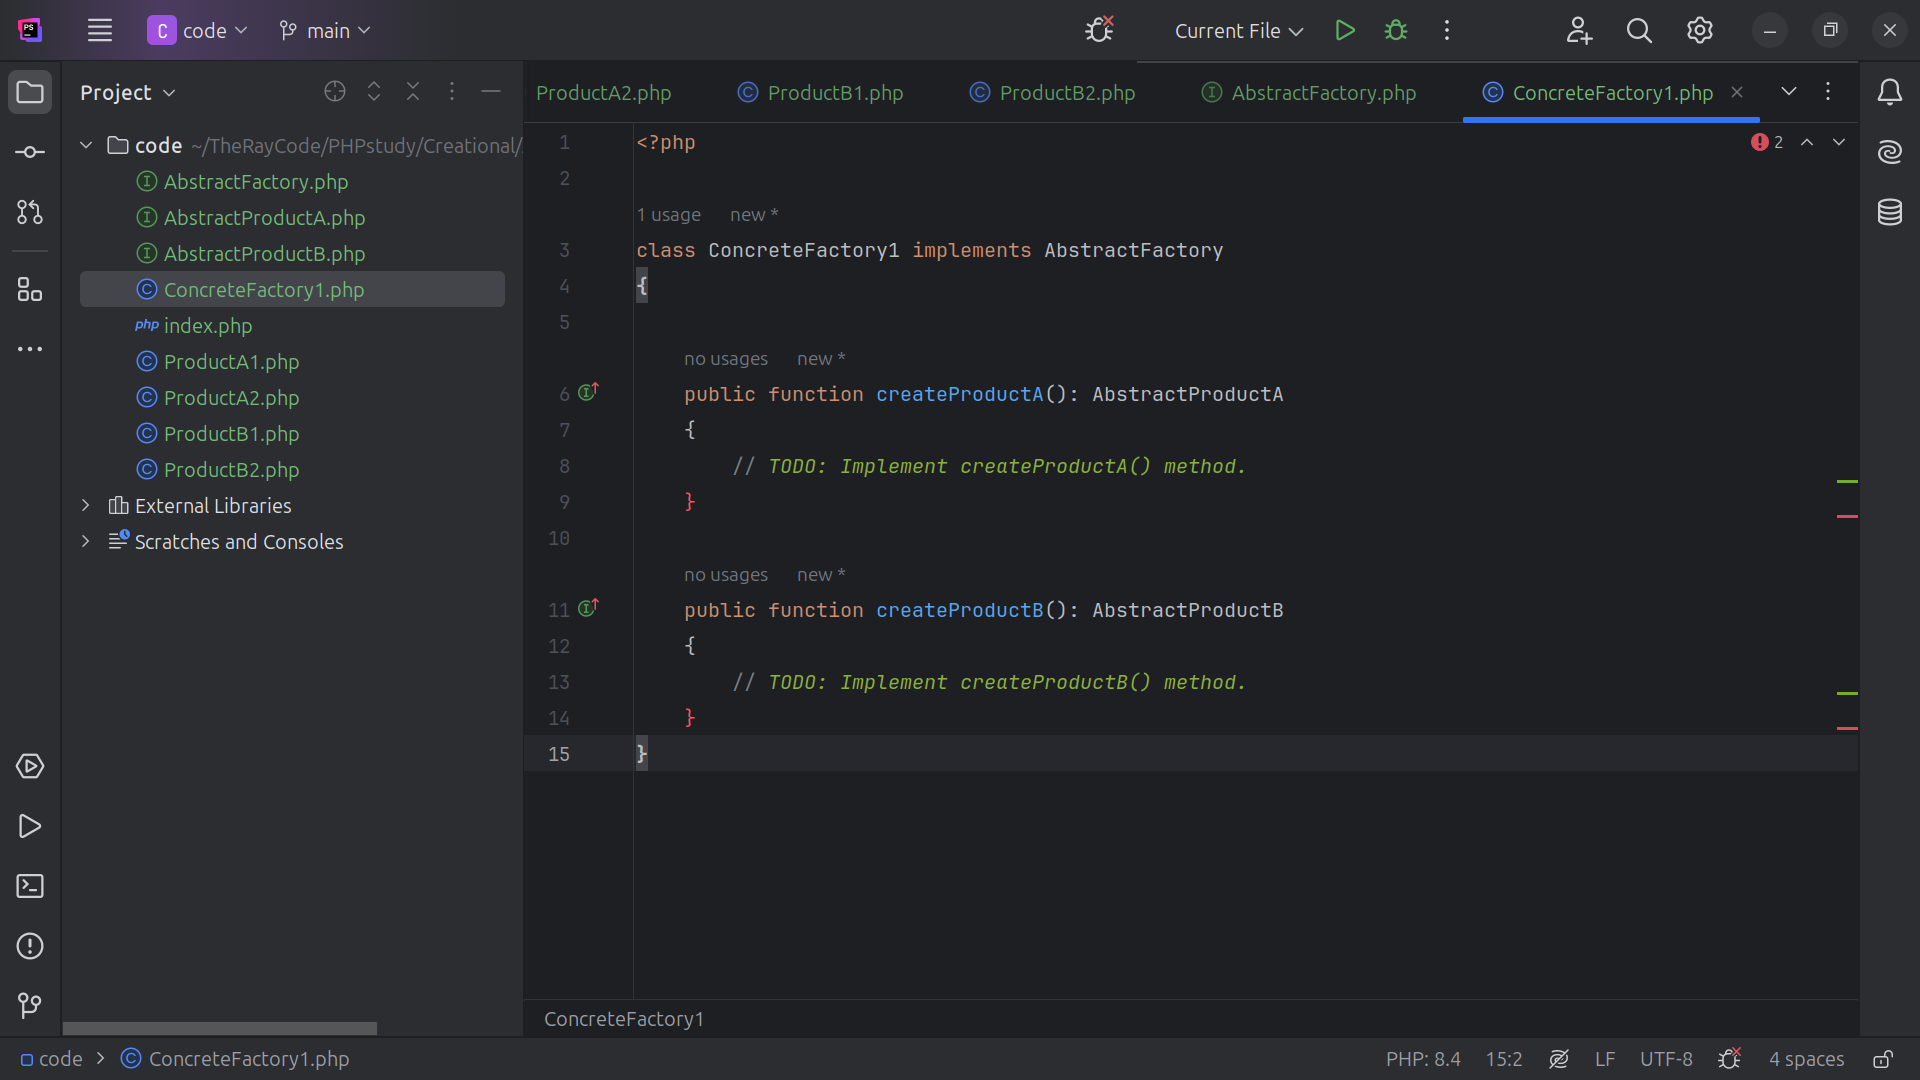 PS
C code
main
Current File
Project
ProductA2.php
ProductB1.php
ProductB2.php
AbstractFactory.php
ConcreteFactory1.php
code ~/TheRayCode/PHPstudy/Creational/
AbstractFactory.php
AbstractProductA.php
AbstractProductB.php
ConcreteFactory1.php
php index.php
ProductA1.php
ProductA2.php
ProductB1.php
ProductB2.php
External Libraries
Scratches and Consoles
1 <?php
2
2
1 usage new *
3 class ConcreteFactory1 implements AbstractFactory
4 {
5
no usages new *
6 public function createProductA(): AbstractProductA
7 {
8 // TODO: Implement createProductA() method.
9 }
10
no usages new *
11 public function createProductB(): AbstractProductB
12 {
13 // TODO: Implement createProductB() method.
14 }
15 }
ConcreteFactory1
code > ConcreteFactory1.php
PHP: 8.4
15:2
LF
UTF-8
4 spaces